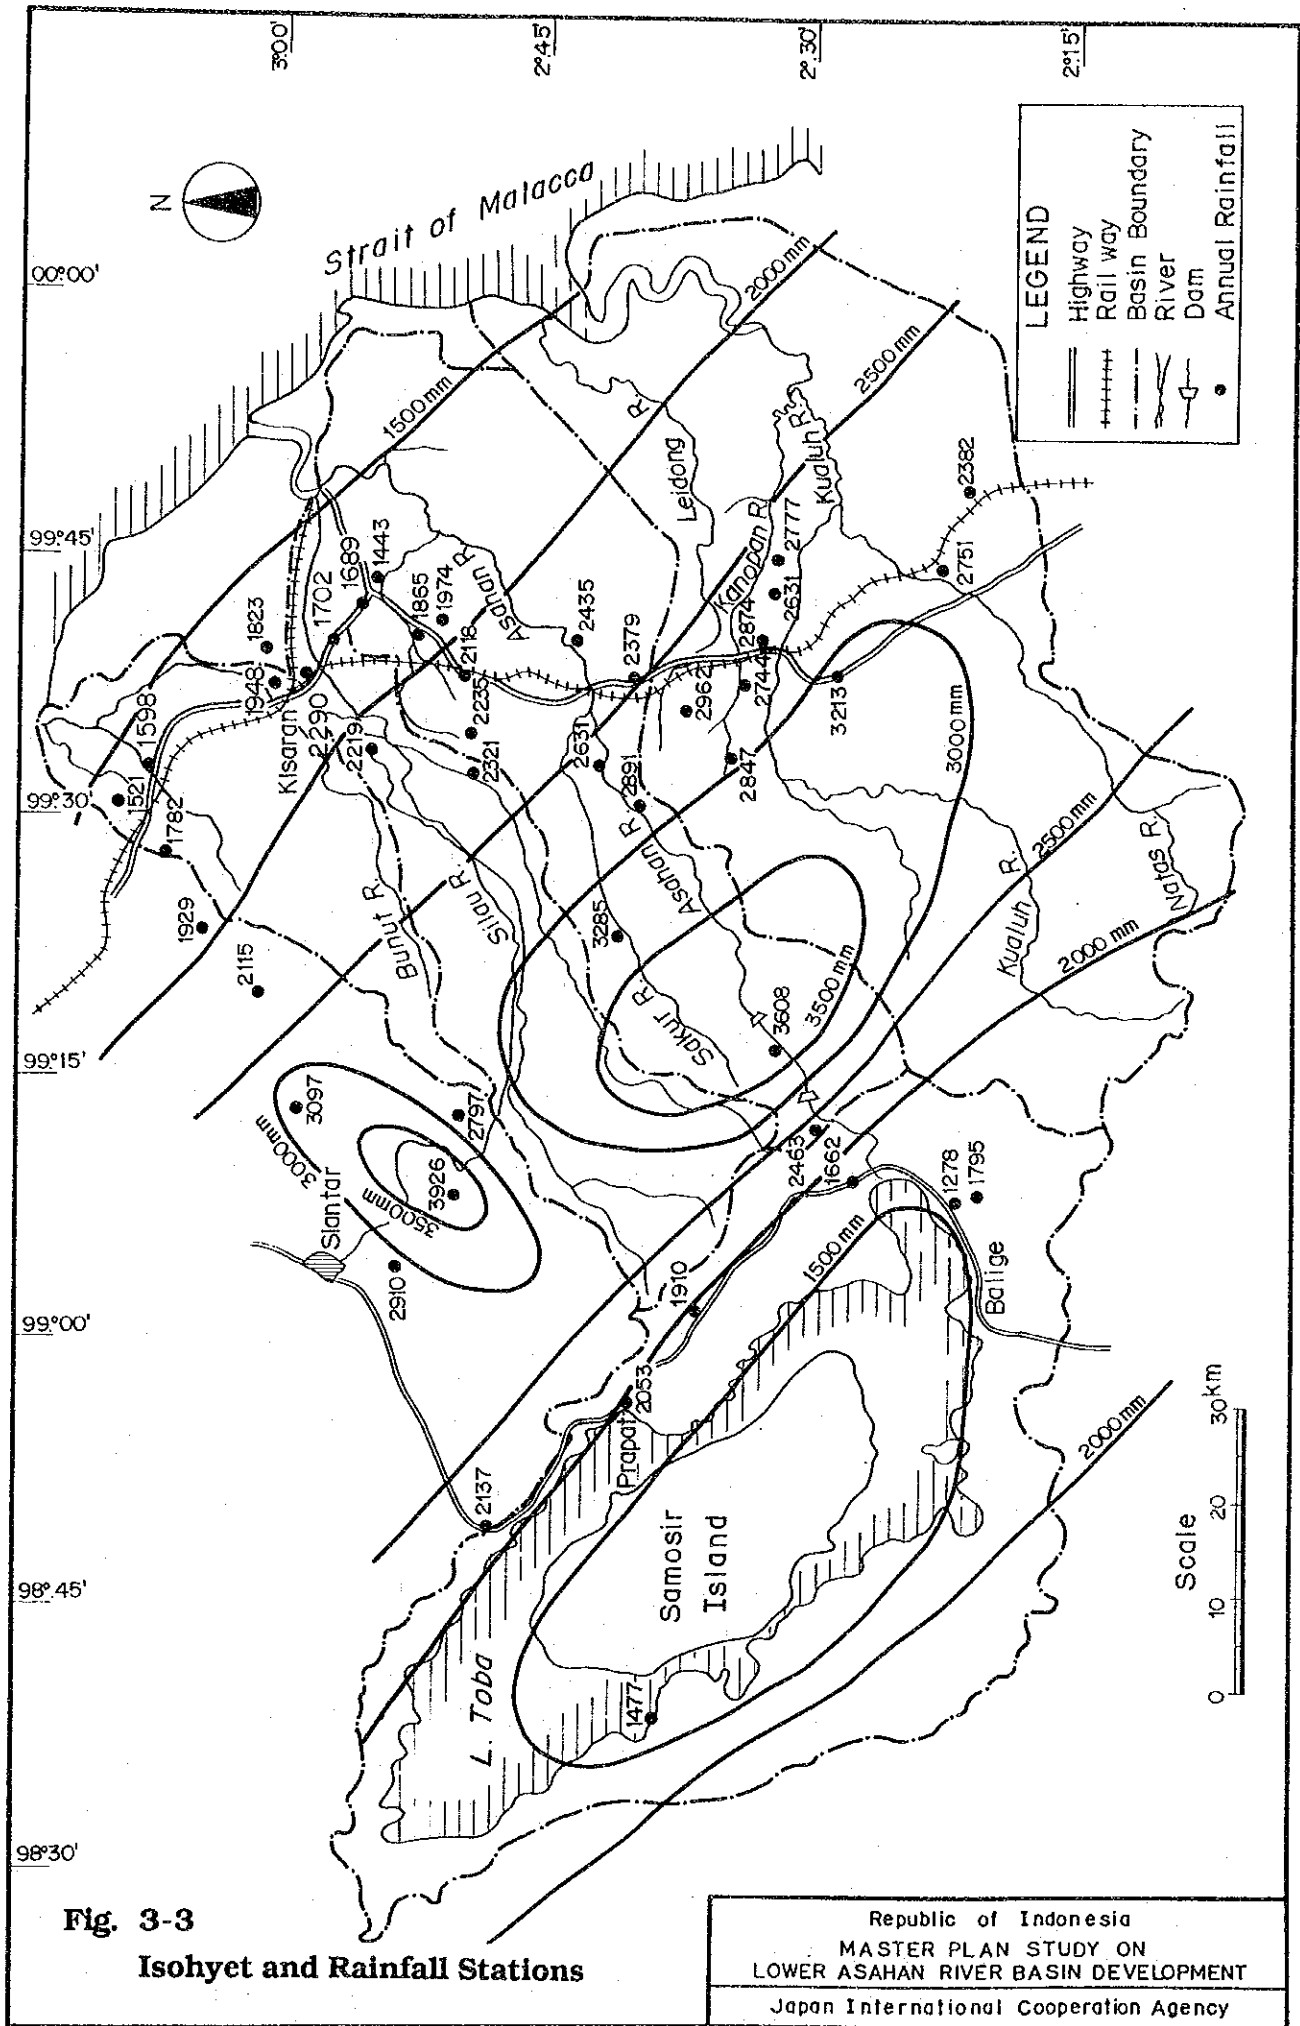 3°00'
2°45'
2°30'
2°15'
N
00°00'
99°45'
99°30'
99°15'
99°00'
98°45'
98°30'
Strait of Malacca
LEGEND
Highway
Rail way
Basin Boundary
River
Dam
Annual Rainfall
1500mm
2000mm
2500mm
3000mm
3500mm
2500mm
2000 mm
3000mm
3500mm
1500mm
2000mm
Leidong R.
Kualuh R.
Kanopan R.
Asahan R.
Asahan R.
Bunut R.
Silau R.
Sakur R.
Kualuh R.
Natas R.
Kisaran
Siantar
Prapat
Balige
L. Toba
Samosir
Island
1823
1948
1702
1689
1443
1865
1974
2118
2235
2321
2290
2219
1598
1521
1782
1929
2115
2435
2379
2631
2891
2962
2874
2744
2631
2777
2847
3213
2751
2382
3285
3608
3097
3926
2797
2910
2463
1662
1278
1795
1910
2053
2137
1477
Scale
0 10 20 30km
Fig. 3-3
Isohyet and Rainfall Stations
Republic of Indonesia
MASTER PLAN STUDY ON
LOWER ASAHAN RIVER BASIN DEVELOPMENT
Japan International Cooperation Agency